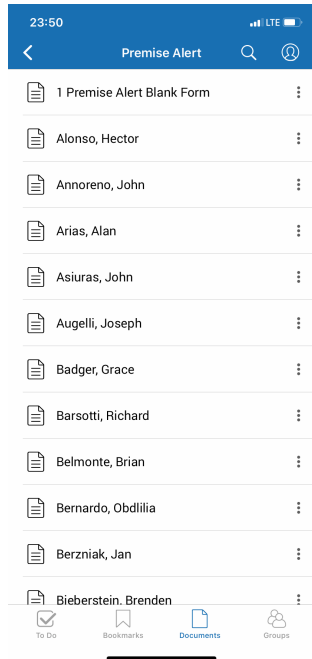 23:50
LTE
Premise Alert
1 Premise Alert Blank Form
Alonso, Hector
Annoreno, John
Arias, Alan
Asiuras, John
Augelli, Joseph
Badger, Grace
Barsotti, Richard
Belmonte, Brian
Bernardo, Obdlilia
Berzniak, Jan
Bieberstein, Brenden
To Do
Bookmarks
Documents
Groups